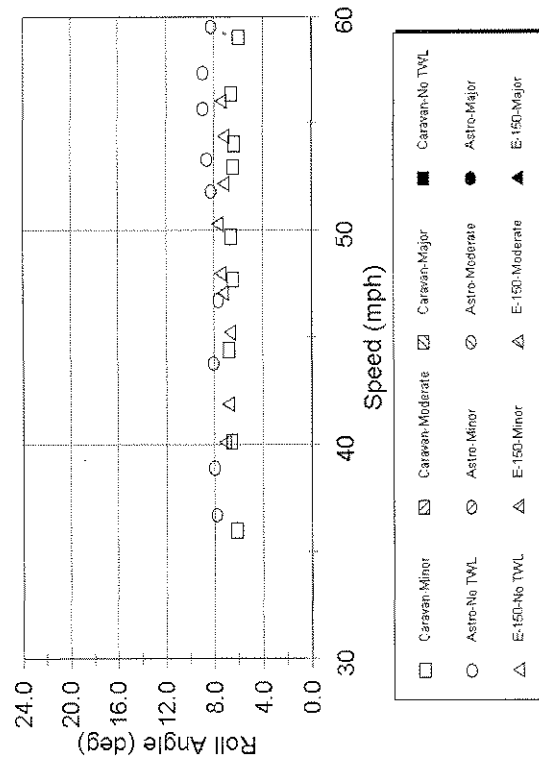 24.0
20.0
16.0
12.0
8.0
4.0
0.0
Roll Angle (deg)
30 40 50 60
Speed (mph)
Caravan-Minor Caravan-Moderate Caravan-Major Caravan-No TWL
Astro-No TWL Astro-Minor Astro-Moderate Astro-Major
E-150-No TWL E-150-Minor E-150-Moderate E-150-Major